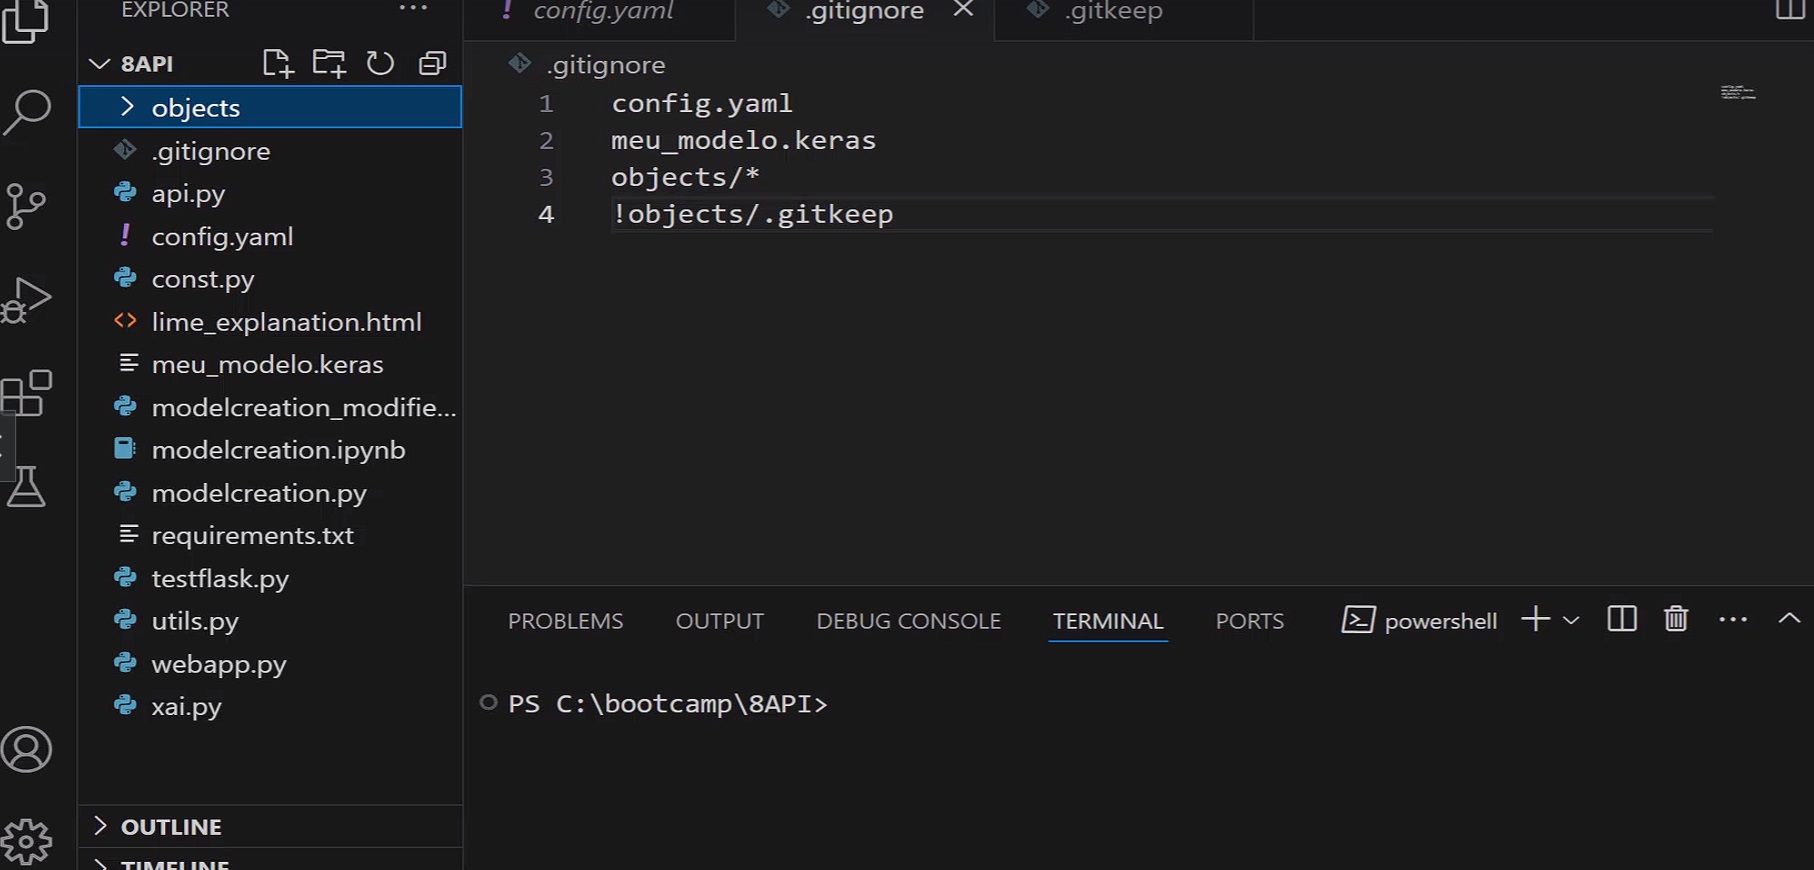 EXPLORER
8API
objects
.gitignore
api.py
config.yaml
const.py
lime_explanation.html
meu_modelo.keras
modelcreation_modifie...
modelcreation.ipynb
modelcreation.py
requirements.txt
testflask.py
utils.py
webapp.py
xai.py
OUTLINE
TIMELINE
config.yaml
.gitignore
.gitkeep
.gitignore
1 config.yaml
2 meu_modelo.keras
3 objects/*
4 !objects/.gitkeep
PROBLEMS OUTPUT DEBUG CONSOLE TERMINAL PORTS powershell
PS C:\bootcamp\8API>